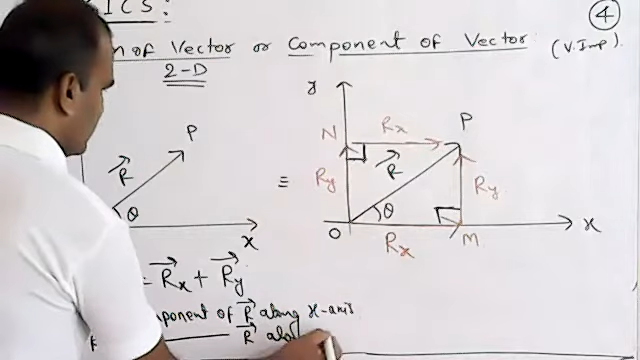 ICS:
4
n of Vector or Component of Vector (V.Imp).
2-D
y
N Rx P
P
R
R
Ry
Ry
≡
θ
θ
x
O Rx M x
= Rx + Ry
ponent of R along x-axis
R alo